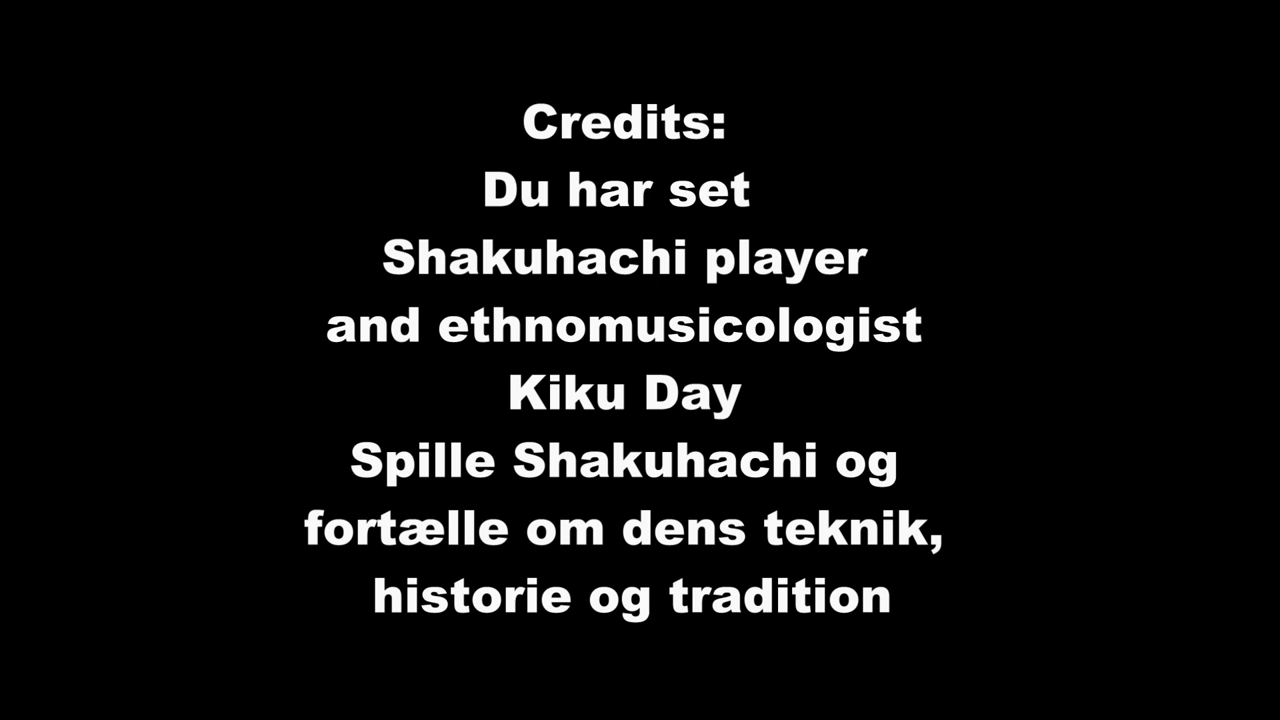 Credits:
Du har set
Shakuhachi player
and ethnomusicologist
Kiku Day
Spille Shakuhachi og
fortælle om dens teknik,
historie og tradition